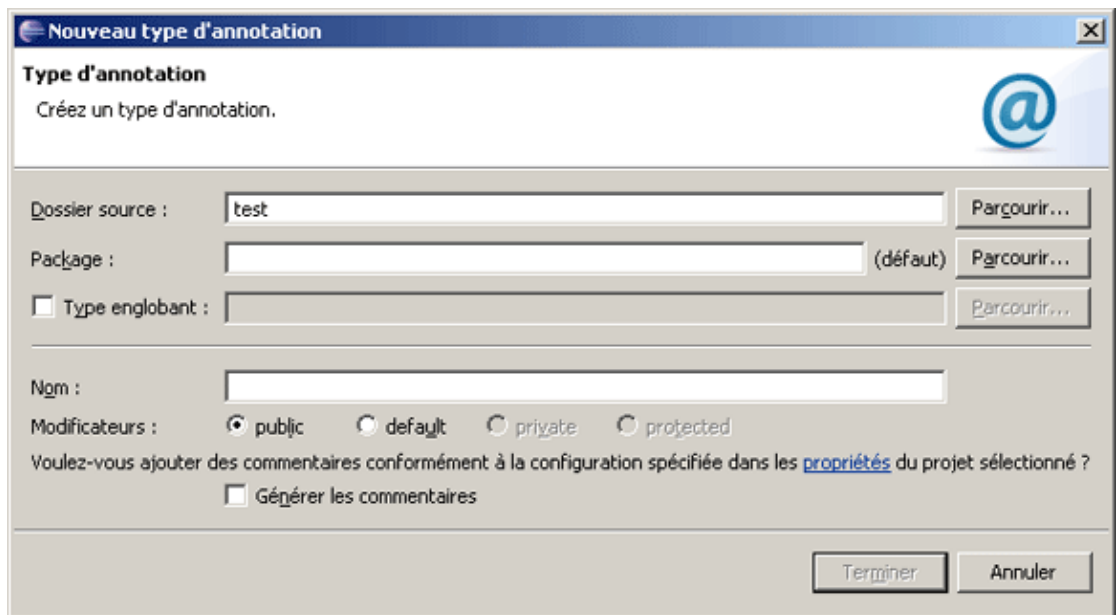 Nouveau type d'annotation
Type d'annotation
Créez un type d'annotation.
@
Dossier source : test Parcourir...
Package : (défaut) Parcourir...
Type englobant : Parcourir...
Nom :
Modificateurs : public default private protected
Voulez-vous ajouter des commentaires conformément à la configuration spécifiée dans les propriétés du projet sélectionné ?
Générer les commentaires
Terminer Annuler